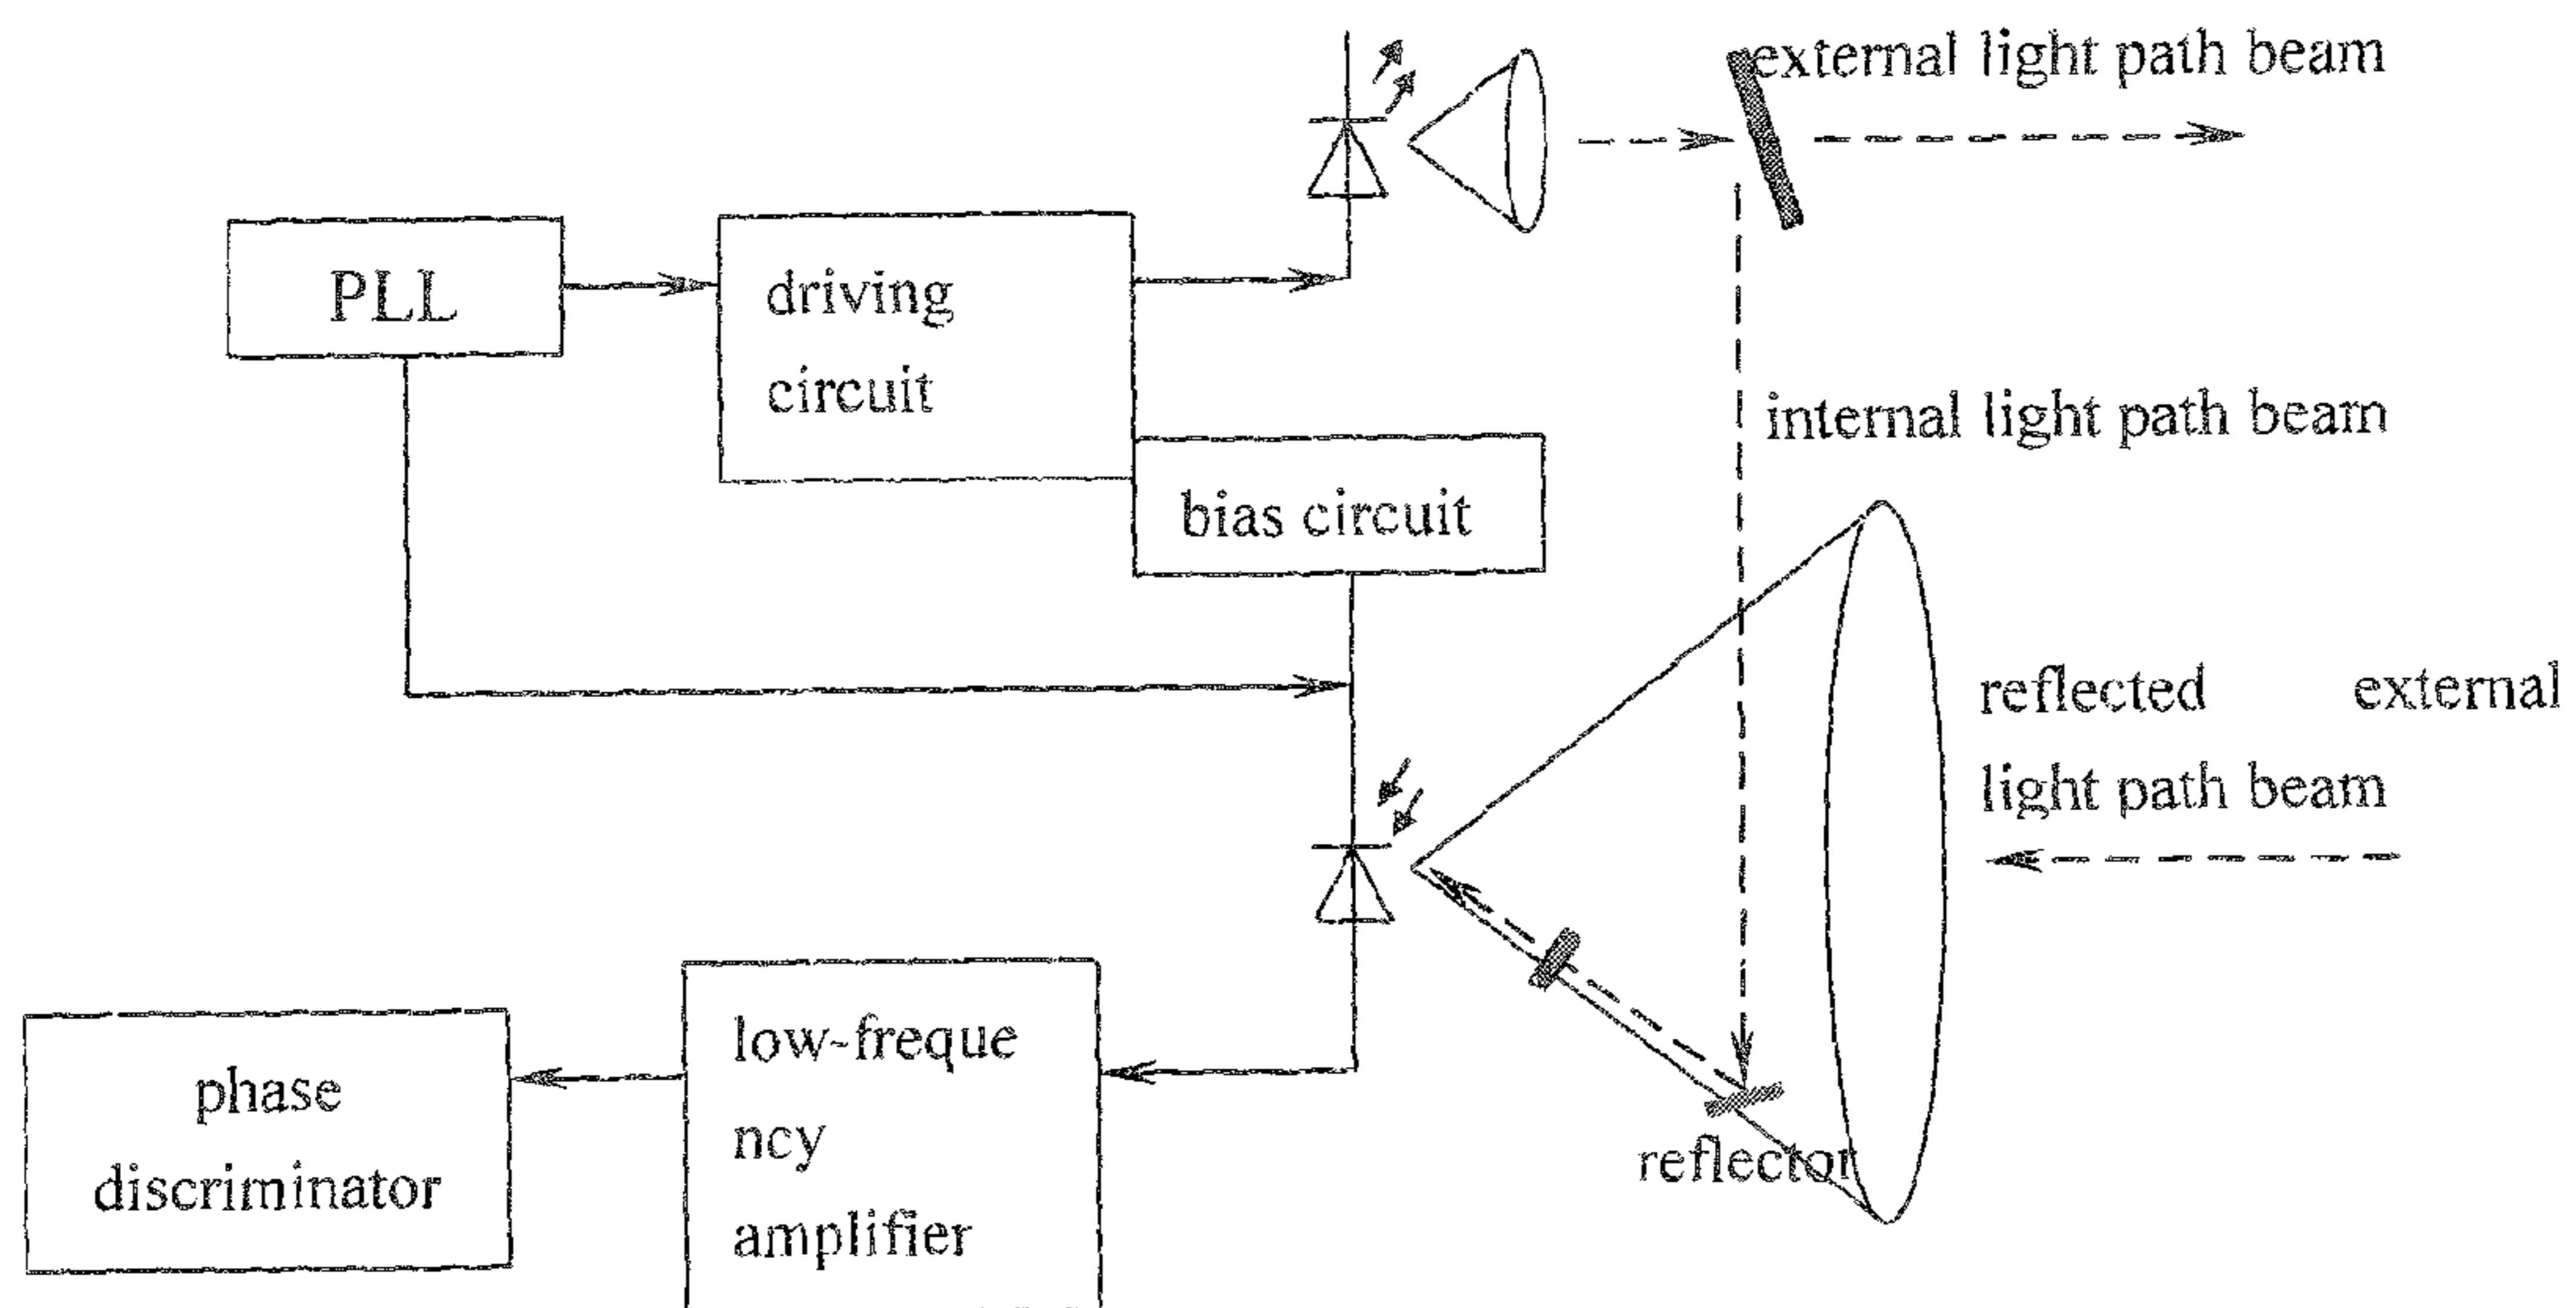 external light path beam
PLL
driving
circuit
internal light path beam
bias circuit
reflected external
light path beam
low-freque
ncy
amplifier
phase
discriminator
reflector